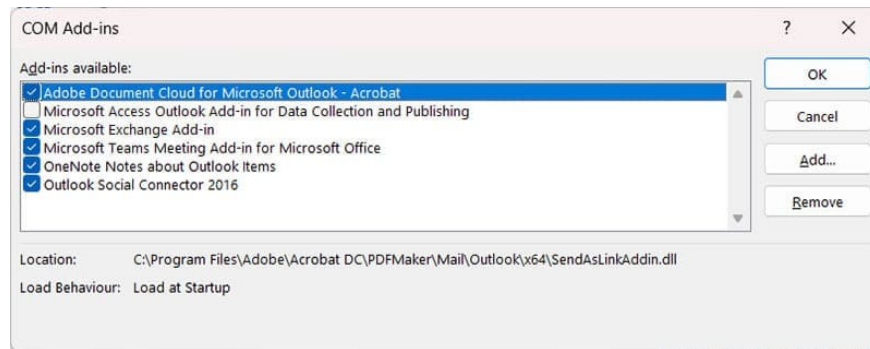 COM Add-ins
?
Add-ins available:
Adobe Document Cloud for Microsoft Outlook - Acrobat
Microsoft Access Outlook Add-in for Data Collection and Publishing
Microsoft Exchange Add-in
Microsoft Teams Meeting Add-in for Microsoft Office
OneNote Notes about Outlook Items
Outlook Social Connector 2016
OK
Cancel
Add...
Remove
Location: C:\Program Files\Adobe\Acrobat DC\PDFMaker\Mail\Outlook\x64\SendAsLinkAddin.dll
Load Behaviour: Load at Startup